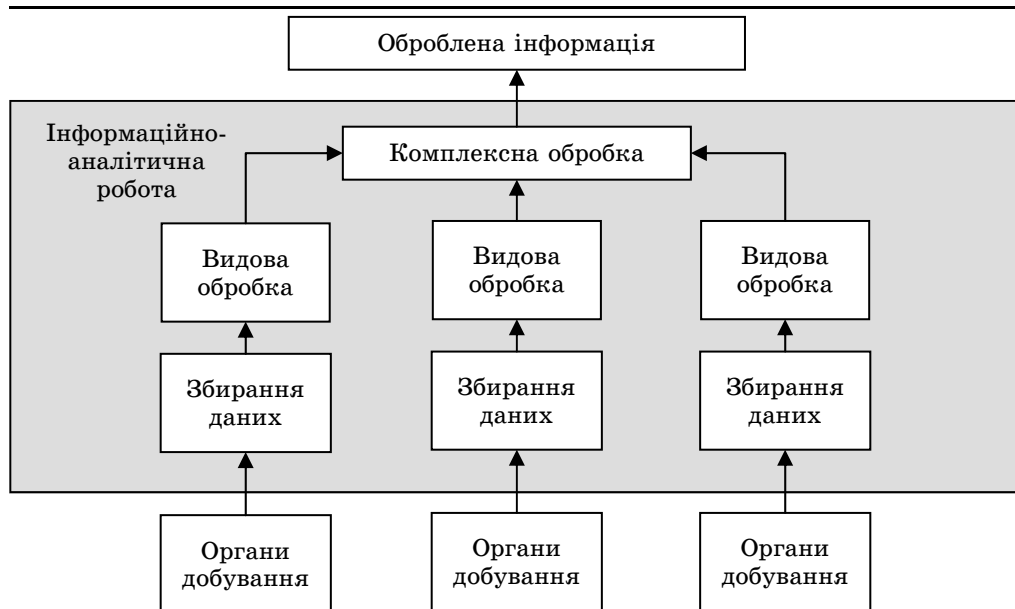 Оброблена інформація
Інформаційно-
аналітична
робота
Комплексна обробка
Видова
обробка
Видова
обробка
Видова
обробка
Збирання
даних
Збирання
даних
Збирання
даних
Органи
добування
Органи
добування
Органи
добування